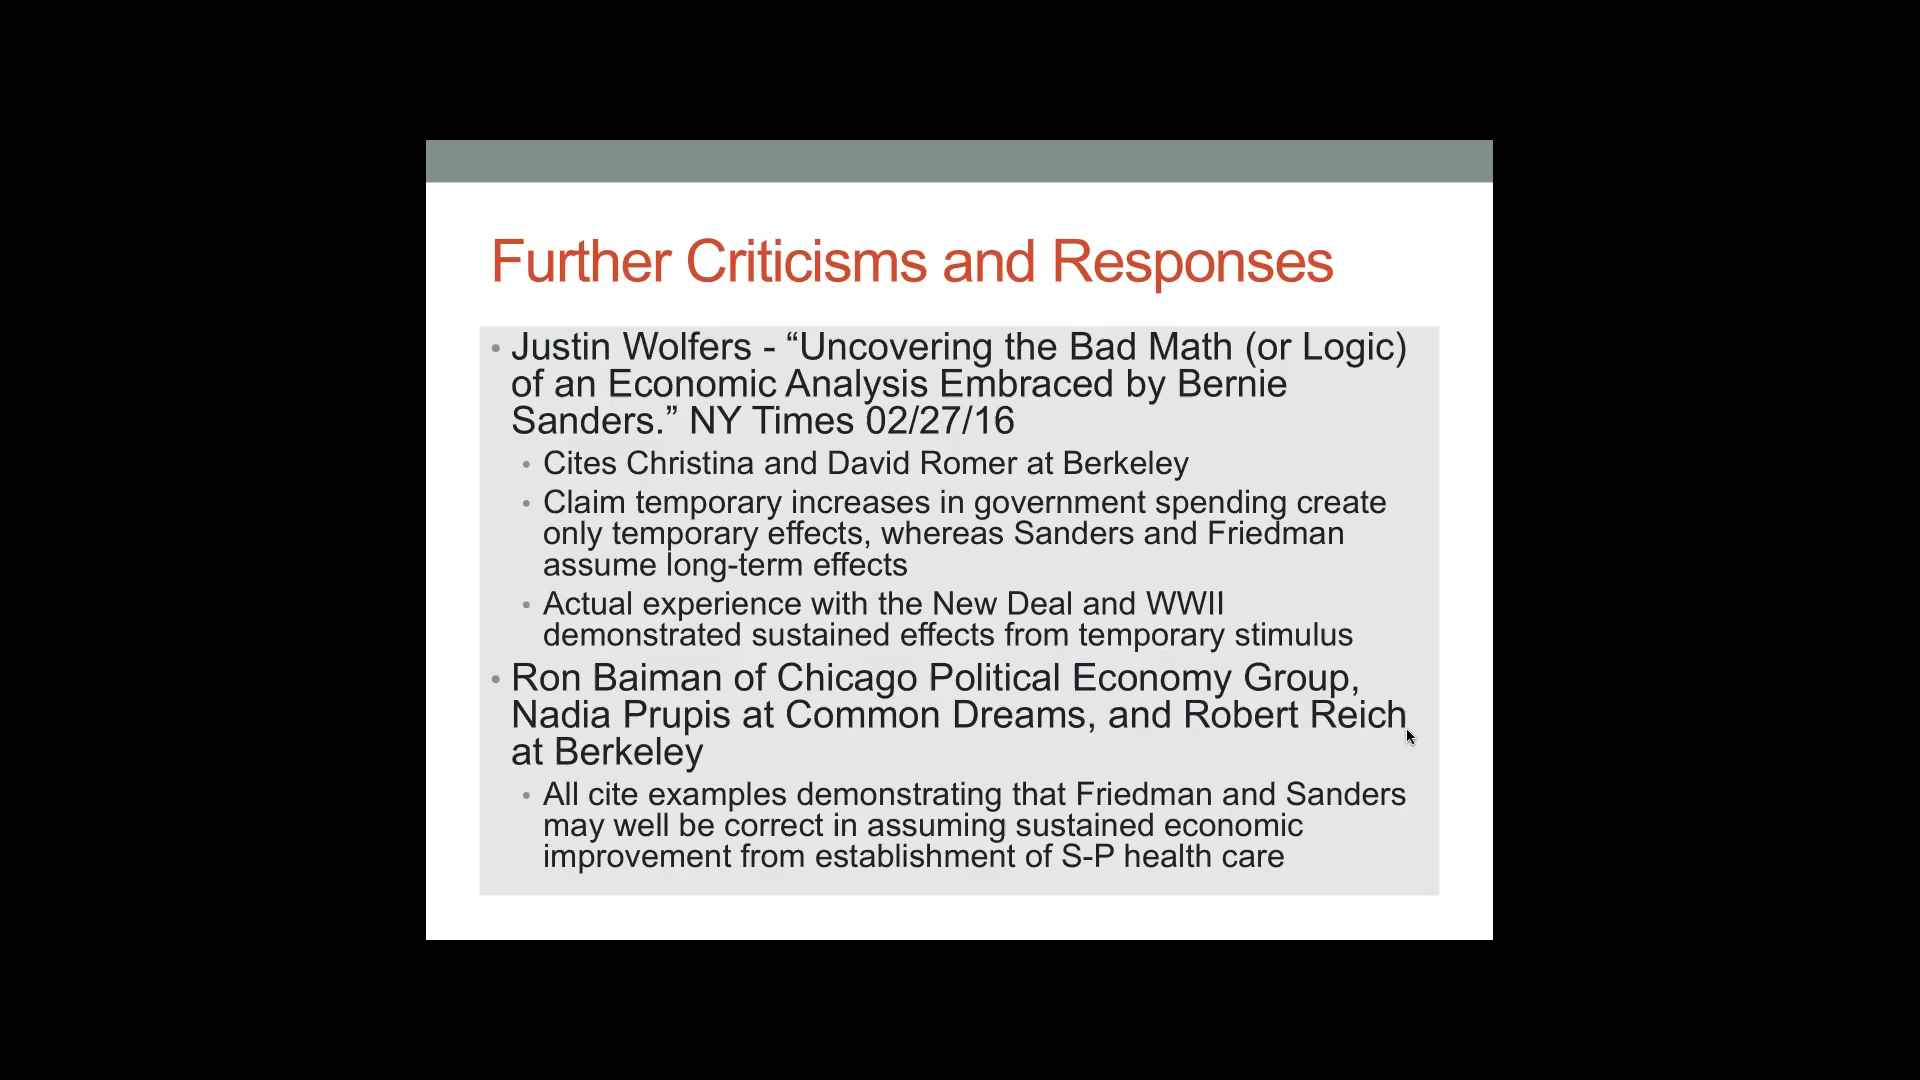 Further Criticisms and Responses
• Justin Wolfers - “Uncovering the Bad Math (or Logic)
of an Economic Analysis Embraced by Bernie
Sanders.” NY Times 02/27/16
• Cites Christina and David Romer at Berkeley
• Claim temporary increases in government spending create
only temporary effects, whereas Sanders and Friedman
assume long-term effects
• Actual experience with the New Deal and WWII
demonstrated sustained effects from temporary stimulus
• Ron Baiman of Chicago Political Economy Group,
Nadia Prupis at Common Dreams, and Robert Reich
at Berkeley
• All cite examples demonstrating that Friedman and Sanders
may well be correct in assuming sustained economic
improvement from establishment of S-P health care